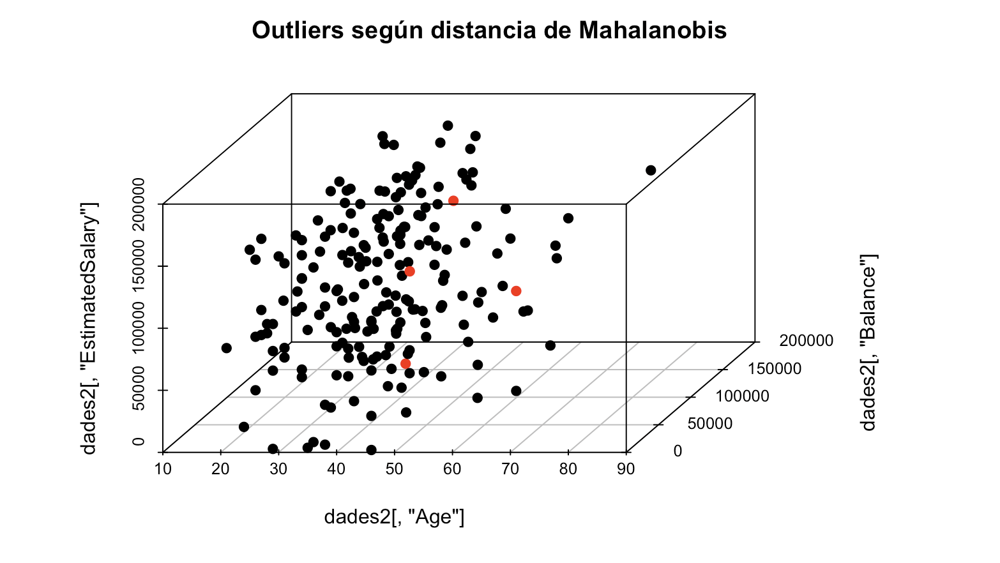 Outliers según distancia de Mahalanobis
dades2[, "EstimatedSalary"]
200000
150000
100000
50000
0
10 20 30 40 50 60 70 80 90
dades2[, "Age"]
200000
150000
100000
50000
0
dades2[, "Balance"]